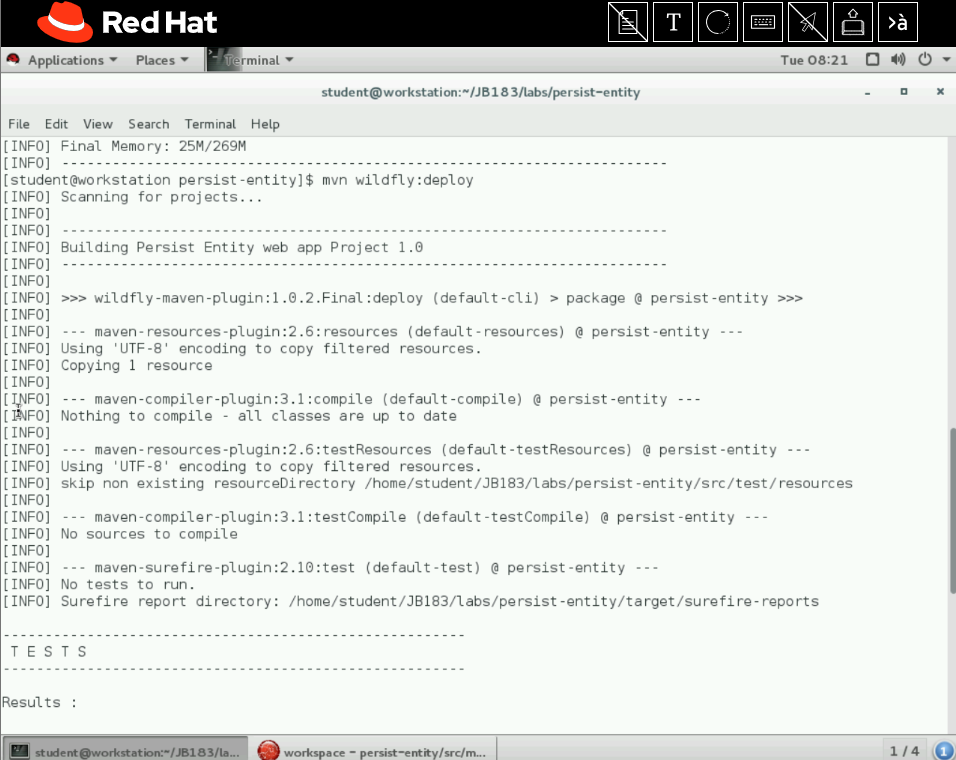 Red Hat
T
>à
Applications Places Terminal Tue 08:21
student@workstation:~/JB183/labs/persist-entity
File Edit View Search Terminal Help
[INFO] Final Memory: 25M/269M
[INFO] ------------------------------------------------------------------------
[student@workstation persist-entity]$ mvn wildfly:deploy
[INFO] Scanning for projects...
[INFO]
[INFO] ------------------------------------------------------------------------
[INFO] Building Persist Entity web app Project 1.0
[INFO] ------------------------------------------------------------------------
[INFO]
[INFO] >>> wildfly-maven-plugin:1.0.2.Final:deploy (default-cli) > package @ persist-entity >>>
[INFO]
[INFO] --- maven-resources-plugin:2.6:resources (default-resources) @ persist-entity ---
[INFO] Using 'UTF-8' encoding to copy filtered resources.
[INFO] Copying 1 resource
[INFO]
[INFO] --- maven-compiler-plugin:3.1:compile (default-compile) @ persist-entity ---
[INFO] Nothing to compile - all classes are up to date
[INFO]
[INFO] --- maven-resources-plugin:2.6:testResources (default-testResources) @ persist-entity ---
[INFO] Using 'UTF-8' encoding to copy filtered resources.
[INFO] skip non existing resourceDirectory /home/student/JB183/labs/persist-entity/src/test/resources
[INFO]
[INFO] --- maven-compiler-plugin:3.1:testCompile (default-testCompile) @ persist-entity ---
[INFO] No sources to compile
[INFO]
[INFO] --- maven-surefire-plugin:2.10:test (default-test) @ persist-entity ---
[INFO] No tests to run.
[INFO] Surefire report directory: /home/student/JB183/labs/persist-entity/target/surefire-reports
-------------------------------------------------------
T E S T S
-------------------------------------------------------
Results :
student@workstation:~/JB183/la... workspace - persist-entity/src/m... 1 / 4 1